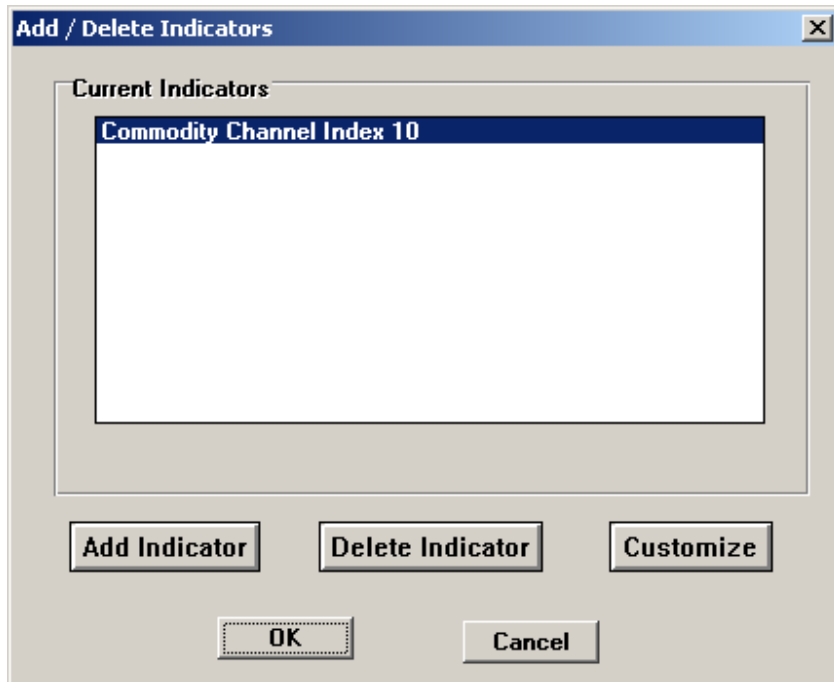 Add / Delete Indicators
Current Indicators
Commodity Channel Index 10
Add Indicator
Delete Indicator
Customize
OK
Cancel